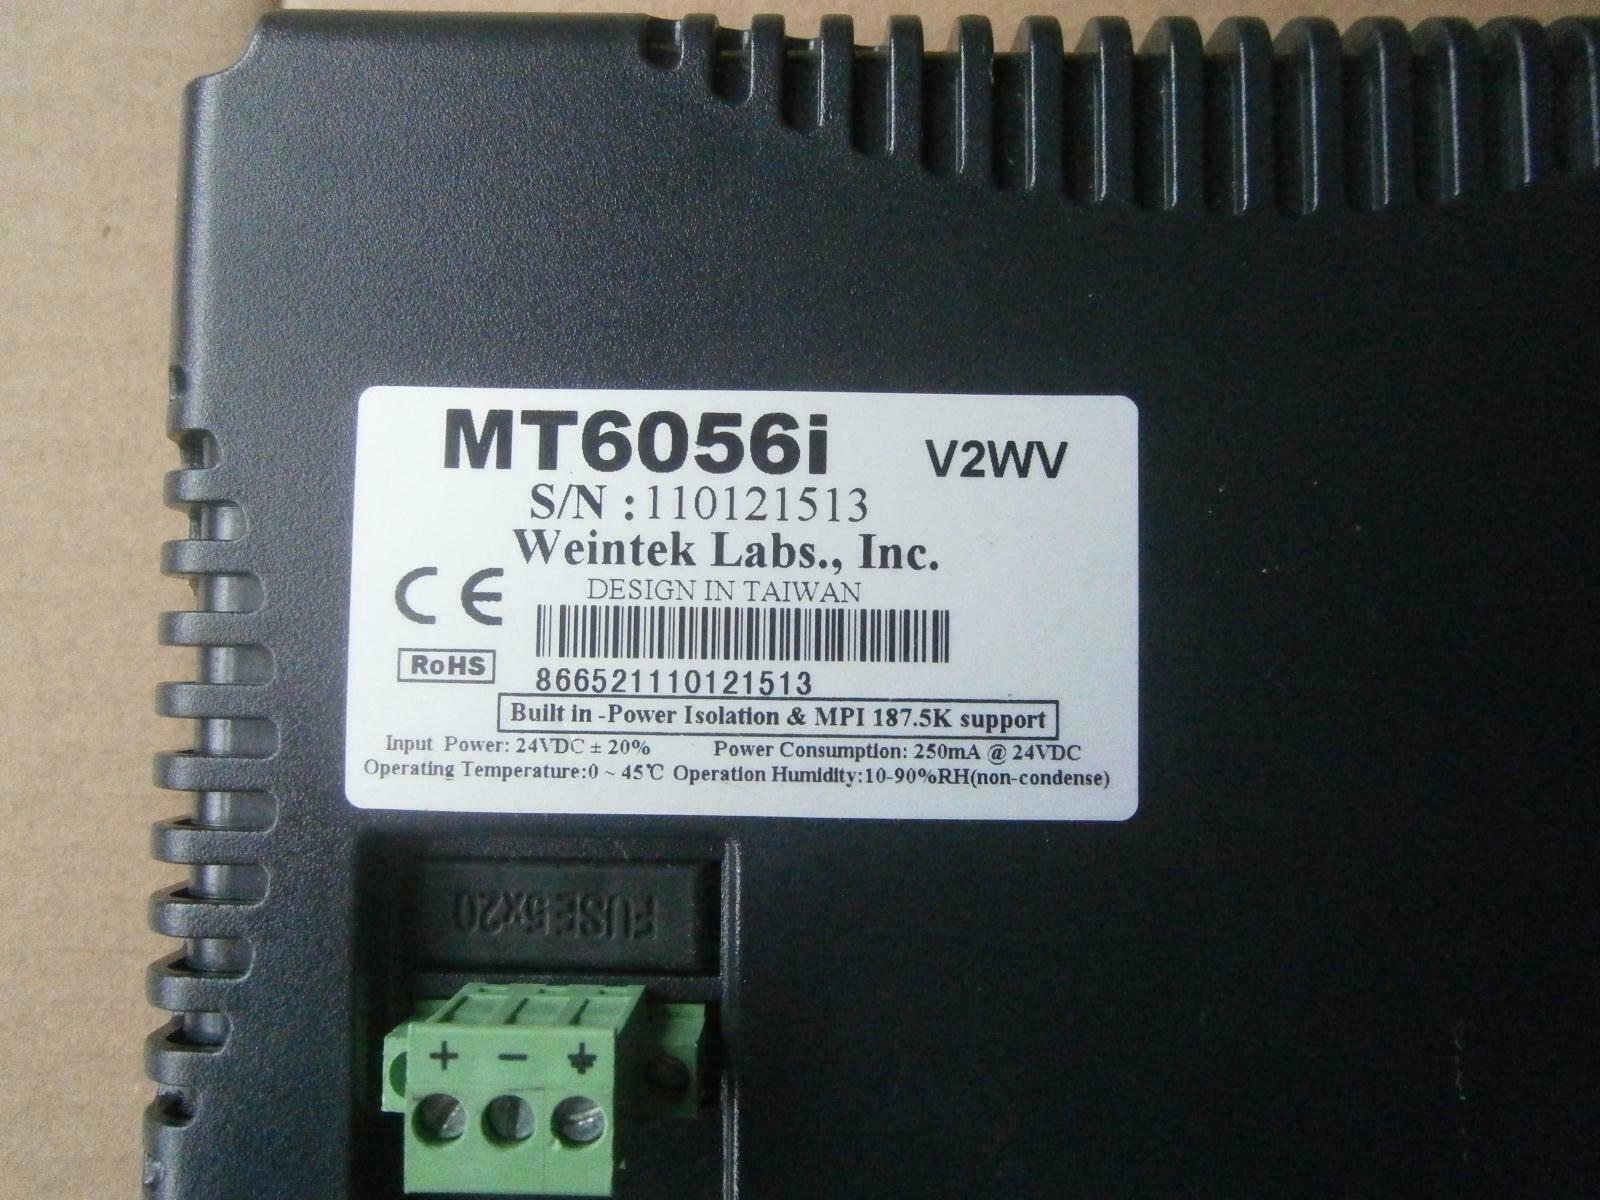 MT6056i V2WV
S/N :110121513
Weintek Labs., Inc.
DESIGN IN TAIWAN
CE
RoHS
866521110121513
Built in -Power Isolation & MPI 187.5K support
Input Power: 24VDC ± 20% Power Consumption: 250mA @ 24VDC
Operating Temperature:0 ~ 45℃ Operation Humidity:10-90%RH(non-condense)
FUSE5x20
+ − ⏚